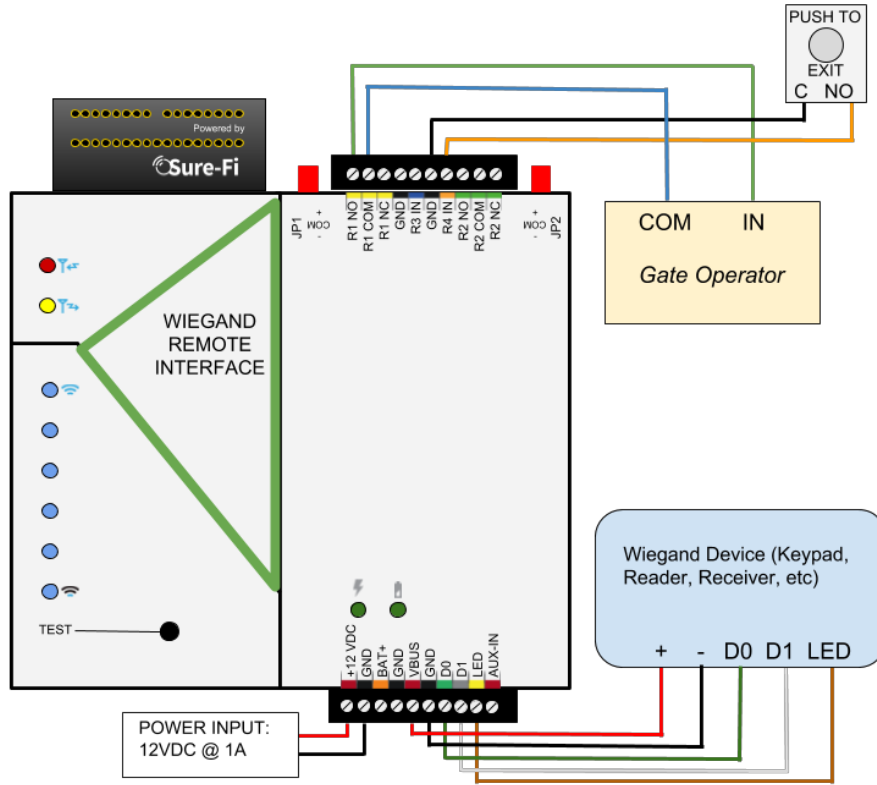 PUSH TO
EXIT
C NO
Powered by
Sure-Fi
JP1
+
COM
-
R1 NO
R1 COM
R1 NC
GND
R3 IN
GND
R4 IN
R2 NO
R2 COM
R2 NC
+
COM
-
JP2
COM IN
Gate Operator
WIEGAND
REMOTE
INTERFACE
Wiegand Device (Keypad,
Reader, Receiver, etc)
+ - D0 D1 LED
TEST
+12 VDC
GND
BAT+
GND
VBUS
GND
D0
D1
LED
AUX-IN
POWER INPUT:
12VDC @ 1A